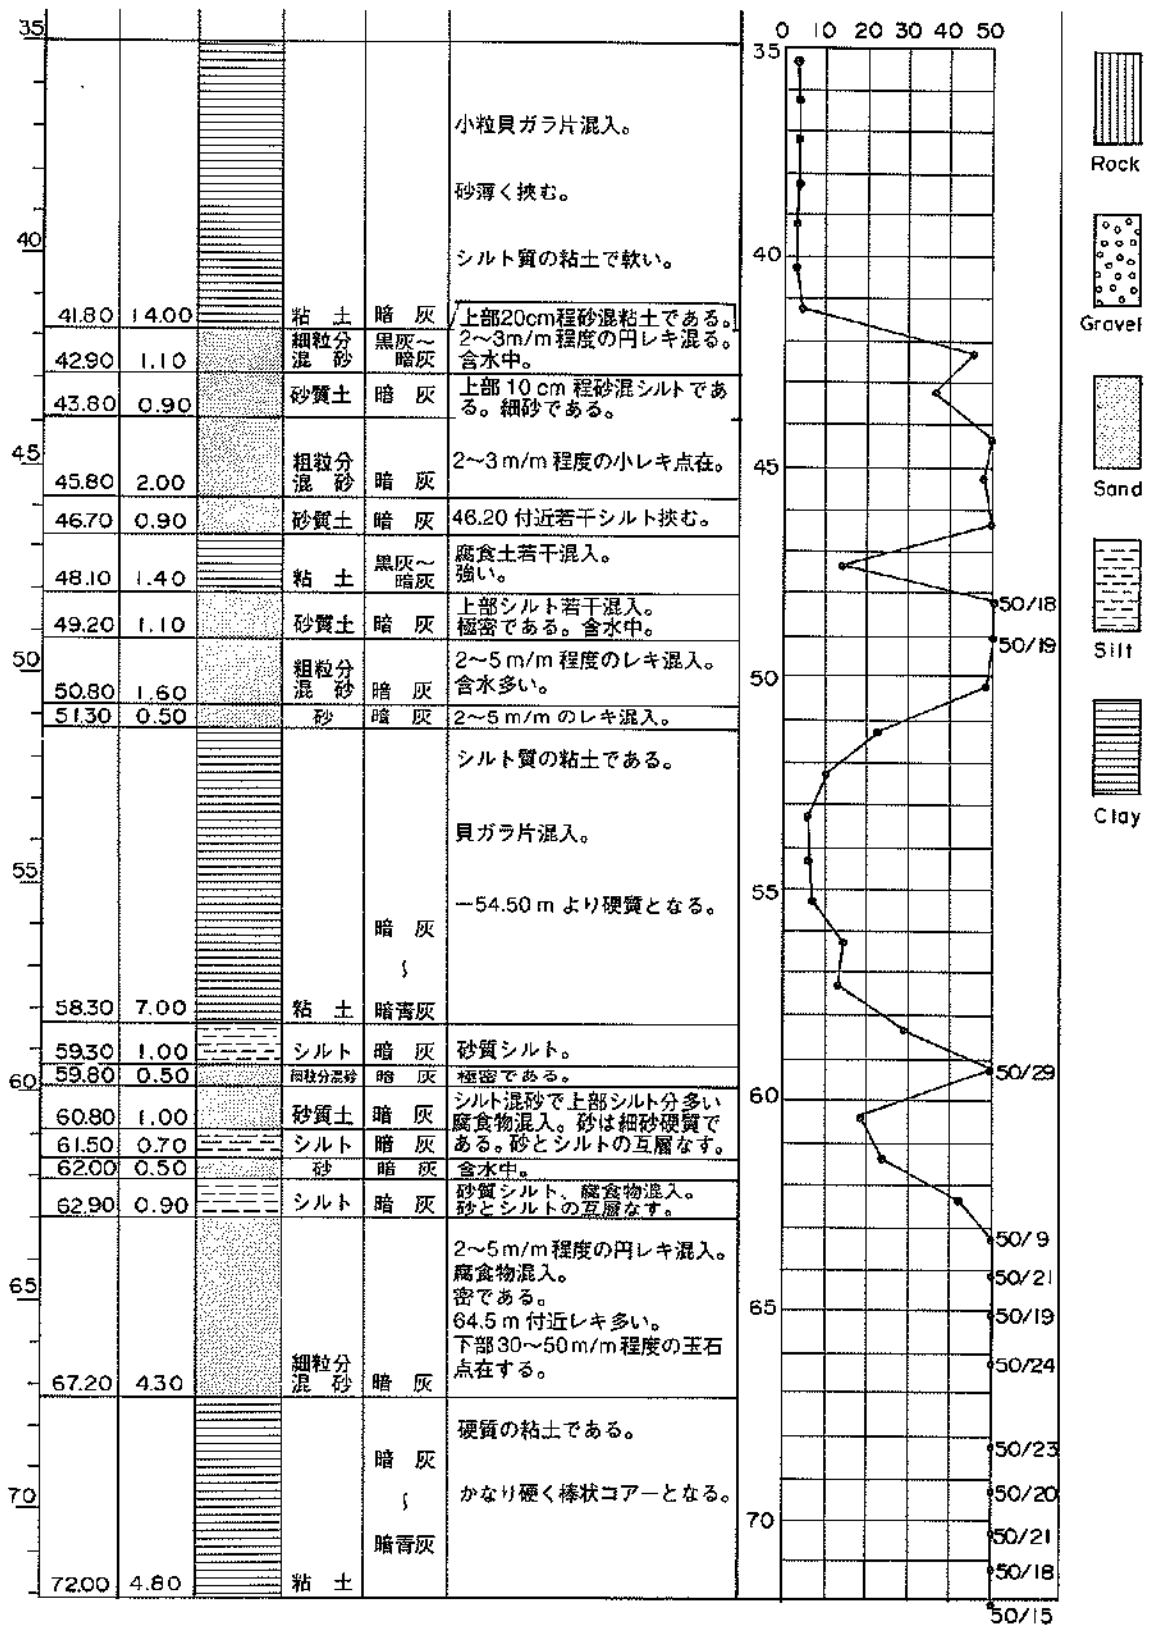 35
小粒貝ガラ片混入。
砂薄く挾む。
40
シルト質の粘土で軟い。
41.80 14.00 粘 土 暗 灰 上部20cm程砂混粘土である。
42.90 1.10 細粒分混 砂 黒灰〜暗灰 2〜3m/m 程度の円レキ混る。
含水中。
43.80 0.90 砂質土 暗 灰 上部 10 cm 程砂混シルトであ
る。細砂である。
45
45.80 2.00 粗粒分混 砂 暗 灰 2〜3 m/m 程度の小レキ点在。
46.70 0.90 砂質土 暗 灰 46.20 付近若干シルト挾む。
48.10 1.40 粘 土 黒灰〜暗灰 腐食土若干混入。
強い。
49.20 1.10 砂質土 暗 灰 上部シルト若干混入。
極密である。含水中。
50
50.80 1.60 粗粒分混 砂 暗 灰 2〜5 m/m 程度のレキ混入。
含水多い。
51.30 0.50 砂 暗 灰 2〜5 m/m のレキ混入。
シルト質の粘土である。
貝ガラ片混入。
55
−54.50 m より硬質となる。
58.30 7.00 粘 土 暗 灰 〜 暗青灰
59.30 1.00 シルト 暗 灰 砂質シルト。
59.80 0.50 細粒分混砂 暗 灰 極密である。
60
60.80 1.00 砂質土 暗 灰 シルト混砂で上部シルト分多い
腐食物混入。砂は細砂硬質で
61.50 0.70 シルト 暗 灰 ある。砂とシルトの互層なす。
62.00 0.50 砂 暗 灰 含水中。
62.90 0.90 シルト 暗 灰 砂質シルト、腐食物混入。
砂とシルトの互層なす。
2〜5m/m 程度の円レキ混入。
腐食物混入。
65
密である。
64.5 m 付近レキ多い。
下部30〜50m/m 程度の玉石
点在する。
67.20 4.30 細粒分混 砂 暗 灰
硬質の粘土である。
70
かなり硬く棒状コアーとなる。
72.00 4.80 粘 土 暗 灰 〜 暗青灰
0 10 20 30 40 50
35
40
45
50/18
50/19
50
55
50/29
60
50/9
50/21
65
50/19
50/24
50/23
50/20
70
50/21
50/18
50/15
Rock
Gravel
Sand
Silt
Clay